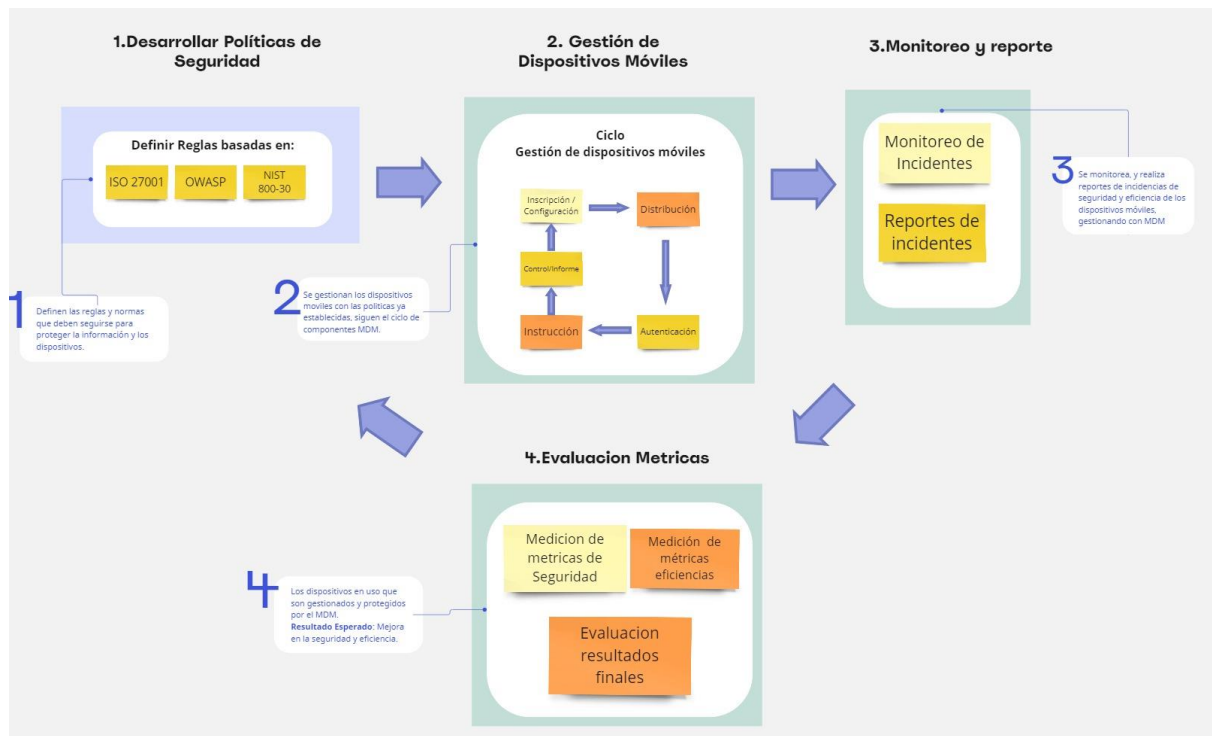 1.Desarrollar Políticas de
Seguridad
Definir Reglas basadas en:
ISO 27001
OWASP
NIST
800-30
1
Definen las reglas y normas
que deben seguirse para
proteger la información y los
dispositivos.
2. Gestión de
Dispositivos Móviles
Ciclo
Gestión de dispositivos móviles
Inscripción /
Configuración
Distribución
Control/Informe
Instrucción
Autenticación
2
Se gestionan los dispositivos
moviles con las politicas ya
establecidas, siguen el ciclo de
componentes MDM.
3.Monitoreo y reporte
Monitoreo de
Incidentes
Reportes de
incidentes
3
Se monitorea, y realiza
reportes de incidencias de
seguridad y eficiencia de los
dispositivos móviles,
gestionando con MDM
4.Evaluacion Metricas
Medicion de
metricas de
Seguridad
Medición de
métricas
eficiencias
Evaluacion
resultados
finales
4
Los dispositivos en uso que
son gestionados y protegidos
por el MDM.
Resultado Esperado: Mejora
en la seguridad y eficiencia.